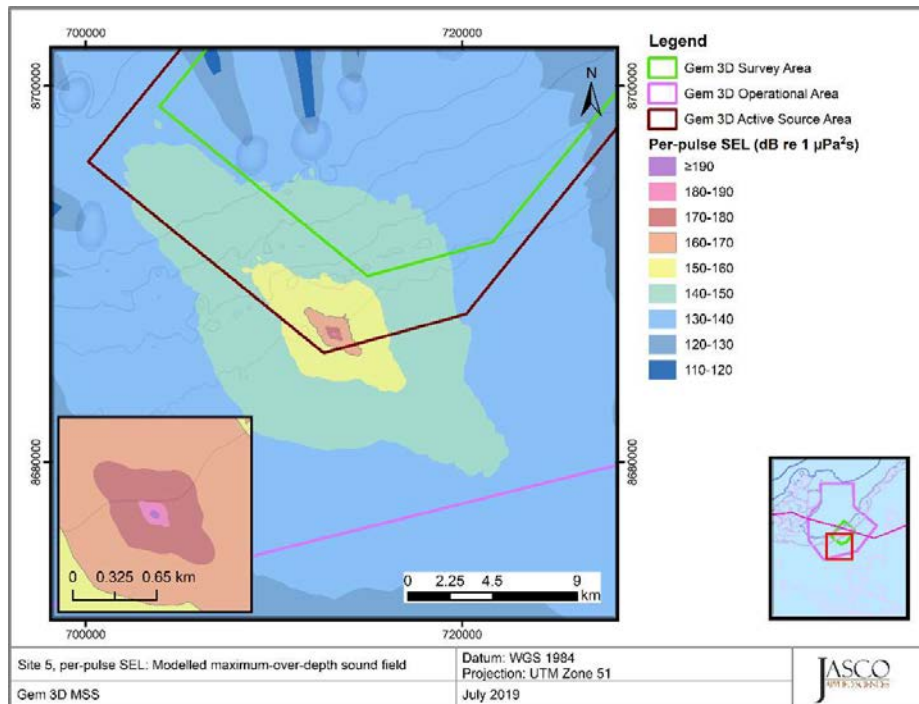 700000
720000
8700000
8700000
N
8680000
8680000
0 0.325 0.65 km
0 2.25 4.5 9
km
700000
720000
Legend
Gem 3D Survey Area
Gem 3D Operational Area
Gem 3D Active Source Area
Per-pulse SEL (dB re 1 µPa²s)
≥190
180-190
170-180
160-170
150-160
140-150
130-140
120-130
110-120
Site 5, per-pulse SEL: Modelled maximum-over-depth sound field
Gem 3D MSS
Datum: WGS 1984
Projection: UTM Zone 51
July 2019
JASCO
APPLIED SCIENCES